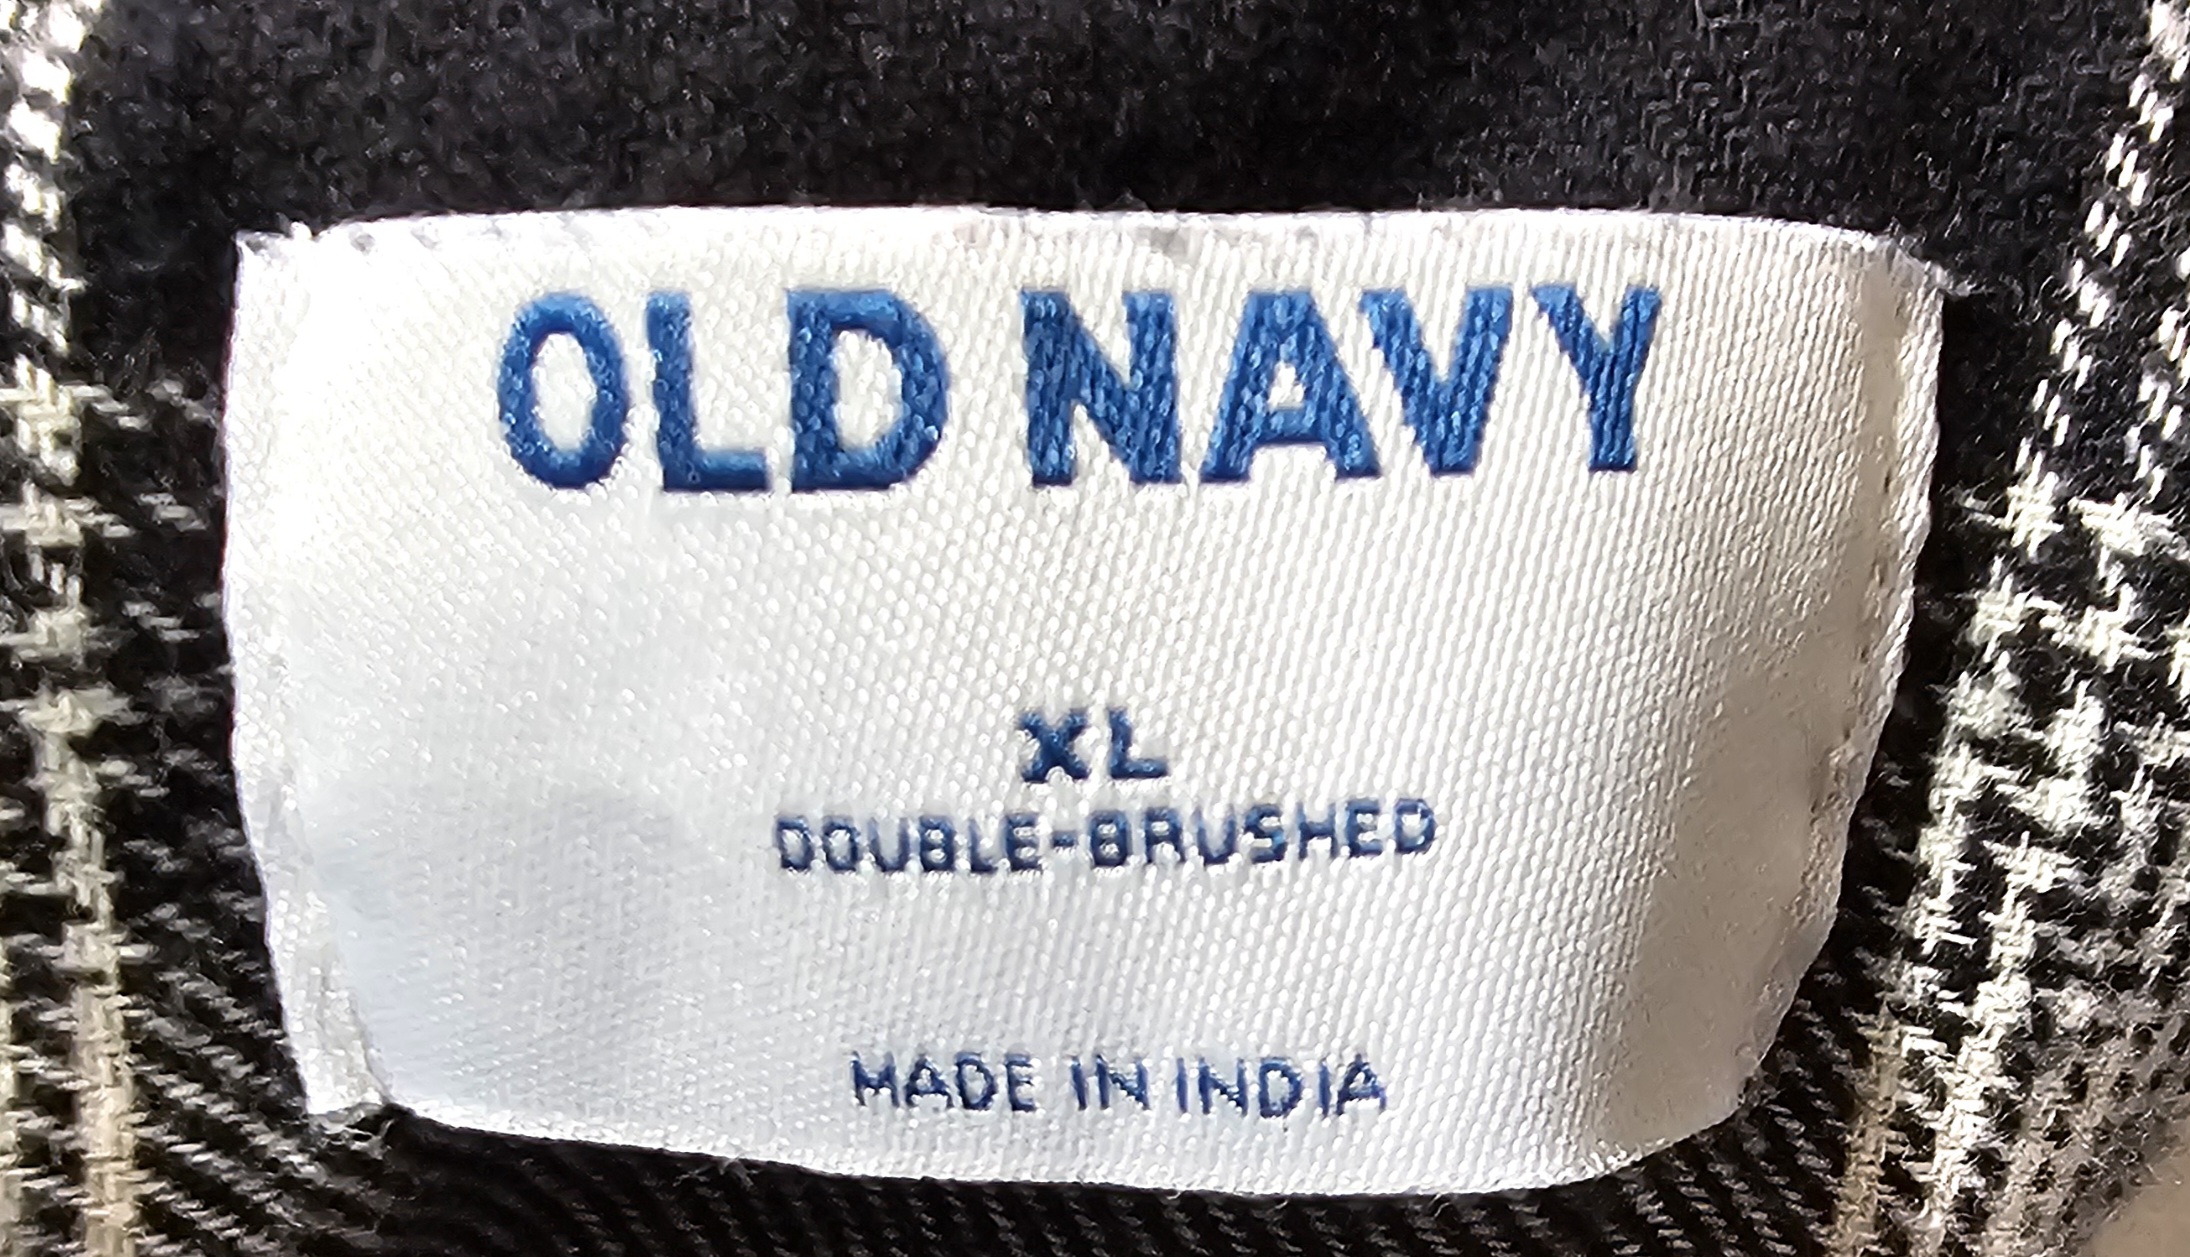 OLD NAVY
XL
DOUBLE-BRUSHED
MADE IN INDIA